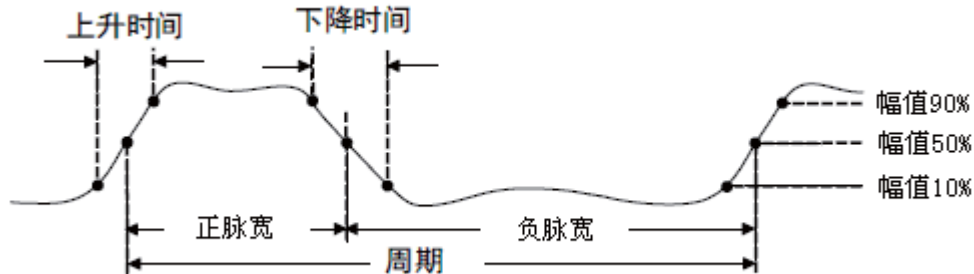 上升时间
下降时间
幅值90%
幅值50%
幅值10%
正脉宽
负脉宽
周期